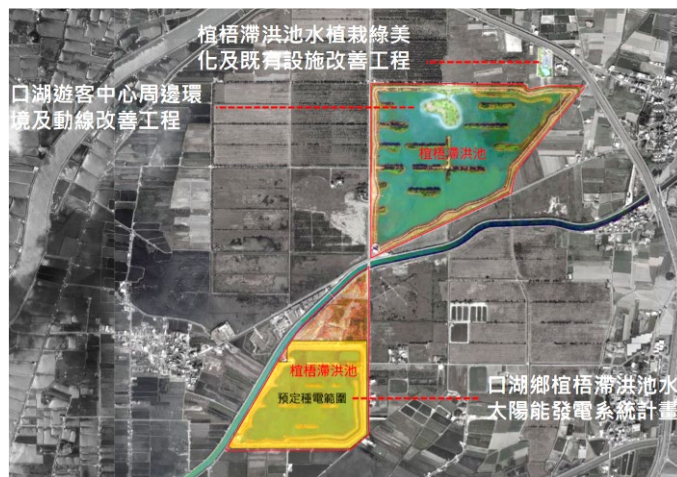 植梧滯洪池水植栽綠美
化及既有設施改善工程
口湖遊客中心周邊環
境及動線改善工程
植梧滯洪池
植梧滯洪池
預定種電範圍
口湖鄉植梧滯洪池水
太陽能發電系統計畫